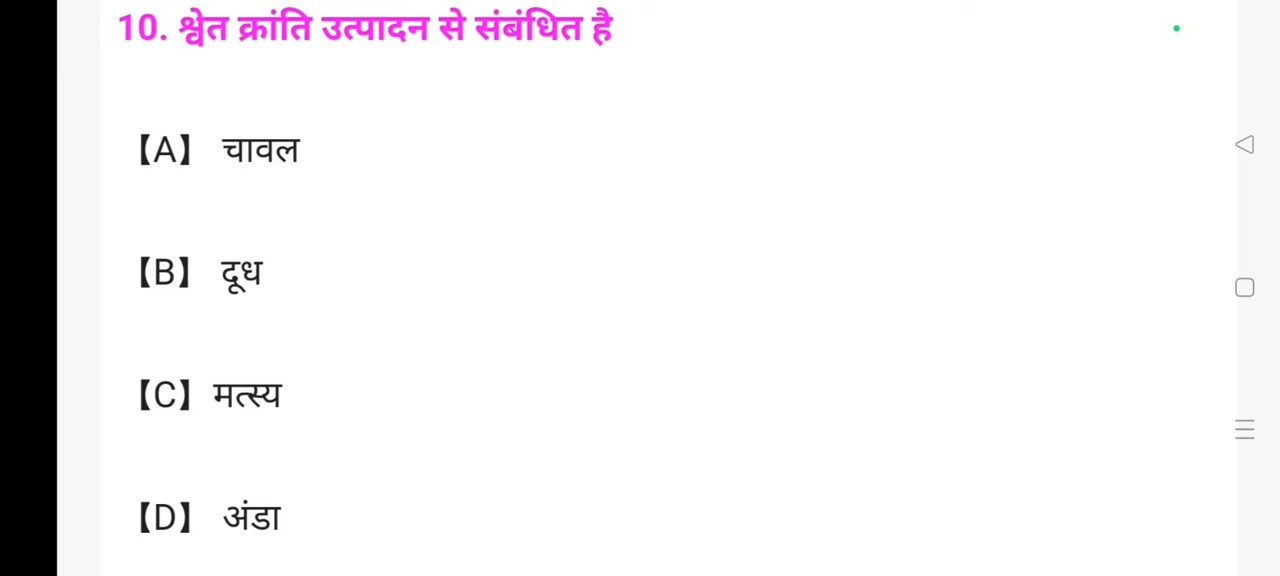 10. श्वेत क्रांति उत्पादन से संबंधित है
【A】 चावल
【B】 दूध
【C】 मत्स्य
【D】 अंडा